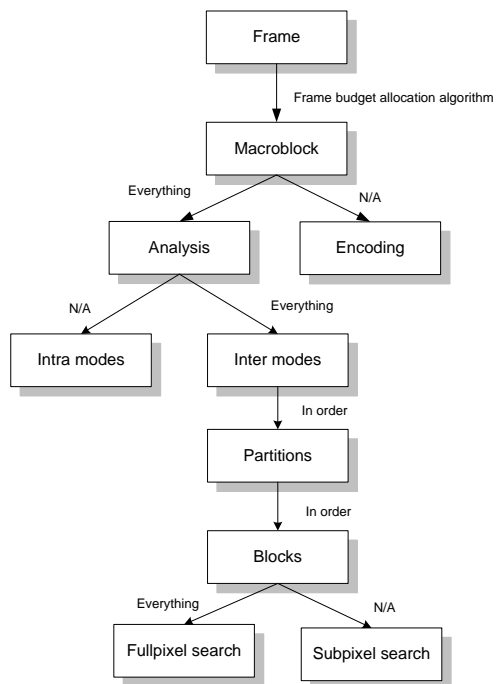 Frame
Frame budget allocation algorithm
Macroblock
Everything
N/A
Analysis
Encoding
N/A
Everything
Intra modes
Inter modes
In order
Partitions
In order
Blocks
Everything
N/A
Fullpixel search
Subpixel search